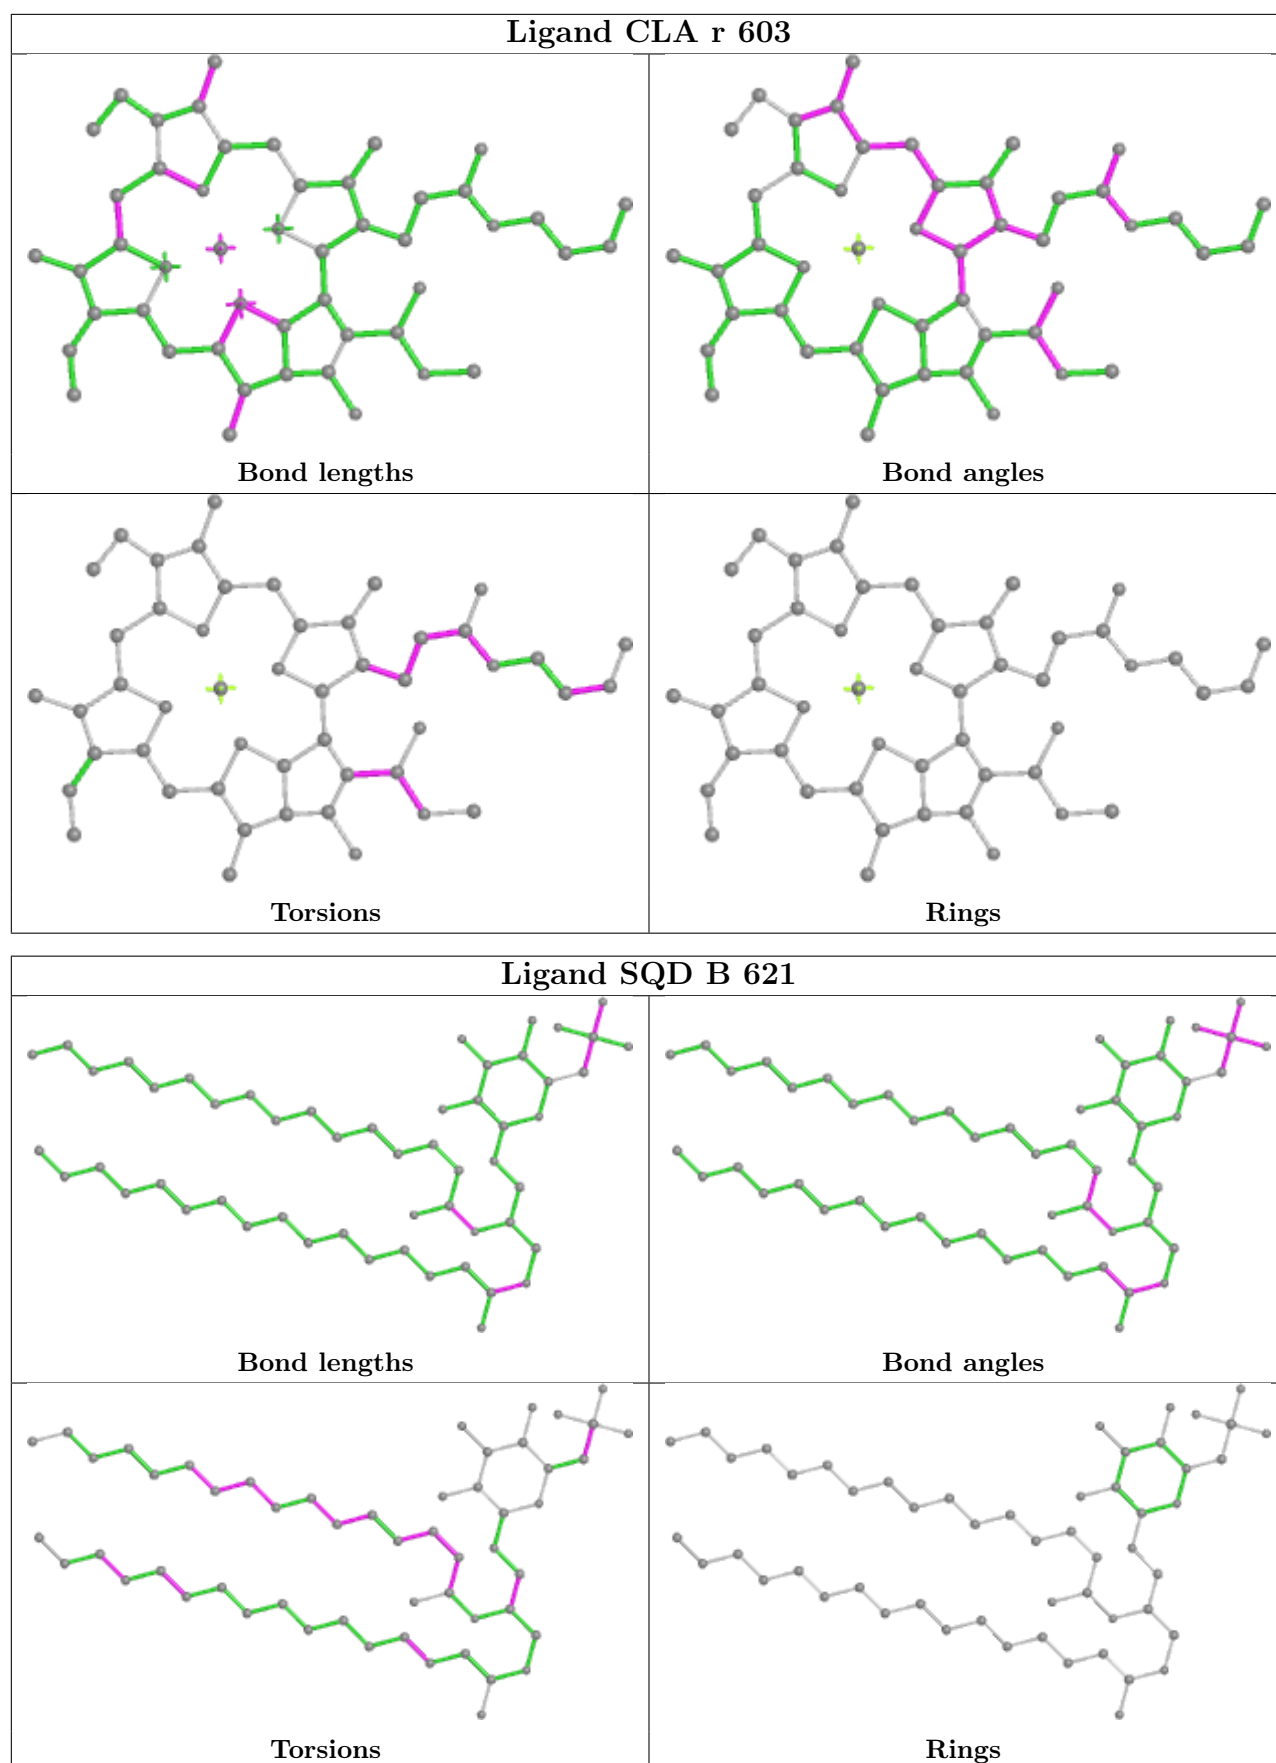 Ligand CLA r 603
Bond lengths
Bond angles
Torsions
Rings
Ligand SQD B 621
Bond lengths
Bond angles
Torsions
Rings